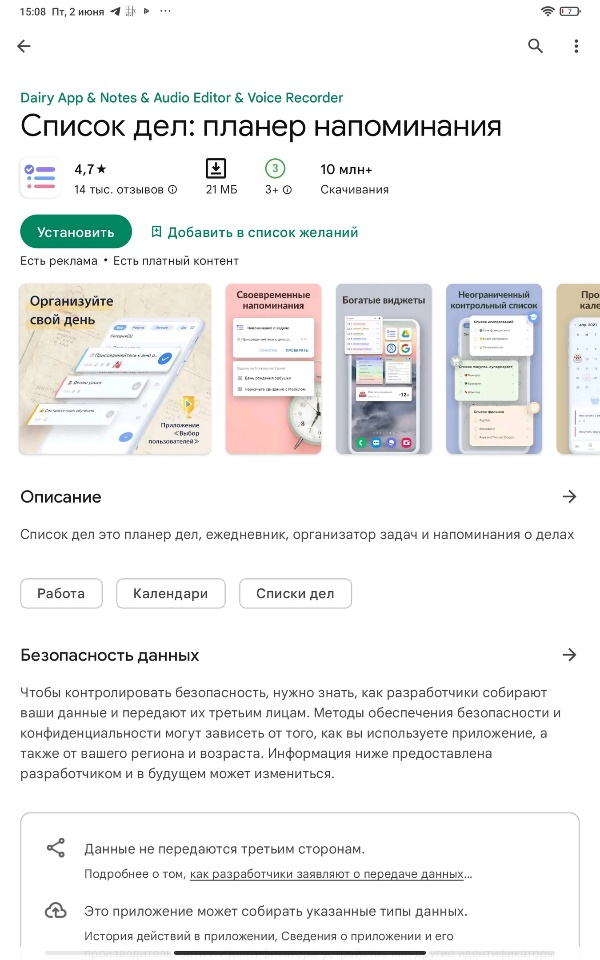 15:08 Пт, 2 июня
7
Dairy App & Notes & Audio Editor & Voice Recorder
Список дел: планер напоминания
4,7★
14 тыс. отзывов
21 МБ
3
3+
10 млн+
Скачивания
Установить
Добавить в список желаний
Есть реклама • Есть платный контент
Организуйте
свой день
Приложение
«Выбор
пользователей»
Своевременные
напоминания
Напоминание о задаче
День рождения бабушки
Богатые виджеты
Неограниченный
контрольный список
Описание
Список дел это планер дел, ежедневник, организатор задач и напоминания о делах
Работа
Календари
Списки дел
Безопасность данных
Чтобы контролировать безопасность, нужно знать, как разработчики собирают
ваши данные и передают их третьим лицам. Методы обеспечения безопасности и
конфиденциальности могут зависеть от того, как вы используете приложение, а
также от вашего региона и возраста. Информация ниже предоставлена
разработчиком и в будущем может измениться.
Данные не передаются третьим сторонам.
Подробнее о том, как разработчики заявляют о передаче данных…
Это приложение может собирать указанные типы данных.
История действий в приложении, Сведения о приложении и его